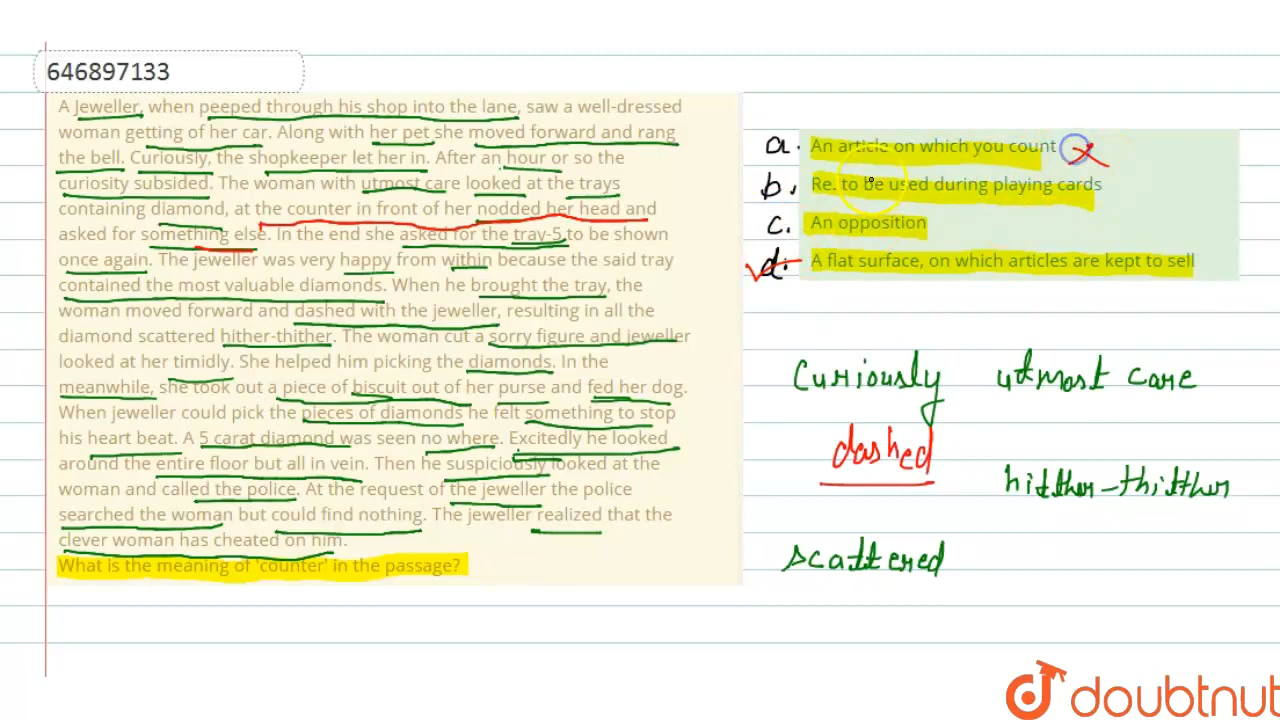 646897133
A Jeweller, when peeped through his shop into the lane, saw a well-dressed
woman getting of her car. Along with her pet she moved forward and rang
the bell. Curiously, the shopkeeper let her in. After an hour or so the
curiosity subsided. The woman with utmost care looked at the trays
containing diamond, at the counter in front of her nodded her head and
asked for something else. In the end she asked for the tray-5 to be shown
once again. The jeweller was very happy from within because the said tray
contained the most valuable diamonds. When he brought the tray, the
woman moved forward and dashed with the jeweller, resulting in all the
diamond scattered hither-thither. The woman cut a sorry figure and jeweller
looked at her timidly. She helped him picking the diamonds. In the
meanwhile, she took out a piece of biscuit out of her purse and fed her dog.
When jeweller could pick the pieces of diamonds he felt something to stop
his heart beat. A 5 carat diamond was seen no where. Excitedly he looked
around the entire floor but all in vein. Then he suspiciously looked at the
woman and called the police. At the request of the jeweller the police
searched the woman but could find nothing. The jeweller realized that the
clever woman has cheated on him.
What is the meaning of 'counter' in the passage?
a. An article on which you count
b. Re. to be used during playing cards
c. An opposition
d. A flat surface, on which articles are kept to sell
Curiously utmost care
dashed
hitther-thitther
scattered
doubtnut